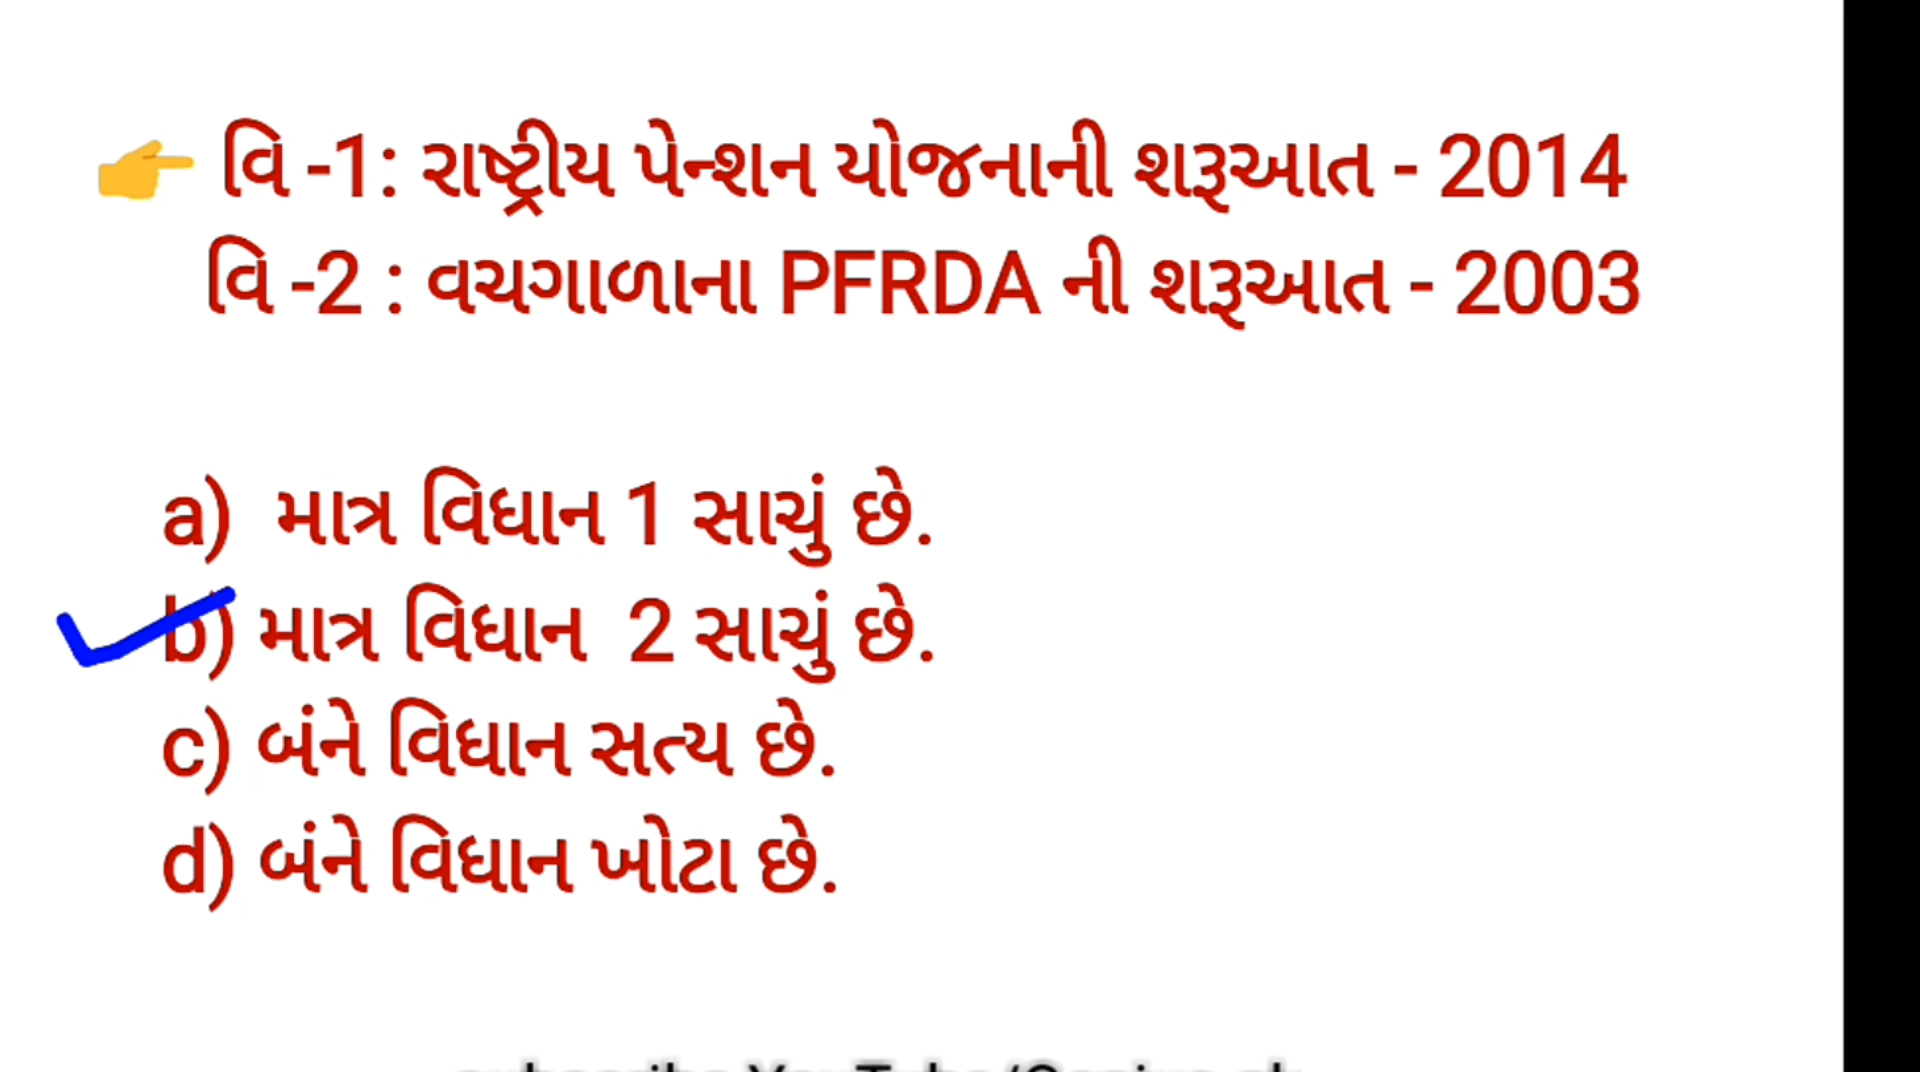 👉 વિ -1: રાષ્ટ્રીય પેન્શન યોજનાની શરૂઆત - 2014
વિ -2 : વચગાળાના PFRDA ની શરૂઆત - 2003
a) માત્ર વિધાન 1 સાચું છે.
b) માત્ર વિધાન 2 સાચું છે.
c) બંને વિધાન સત્ય છે.
d) બંને વિધાન ખોટા છે.